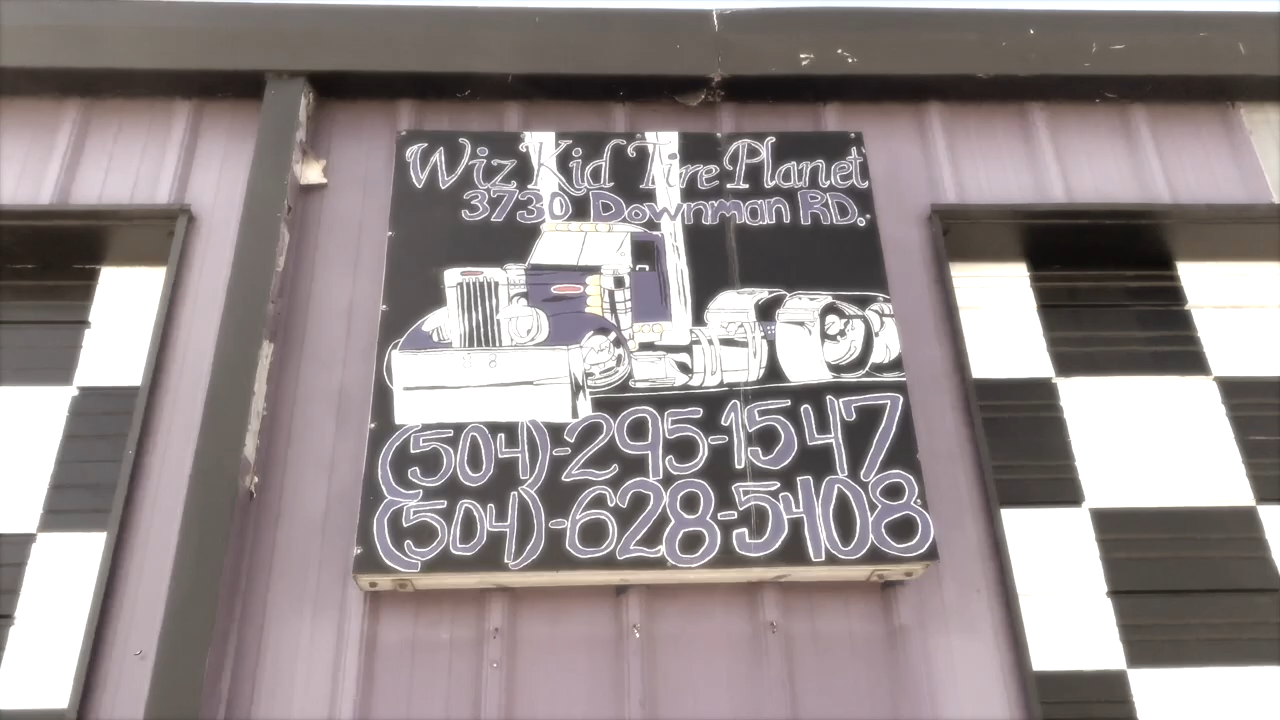 Wiz Kid Tire Planet
3730 Downman RD.
(504)-295-1547
(504)-628-5408